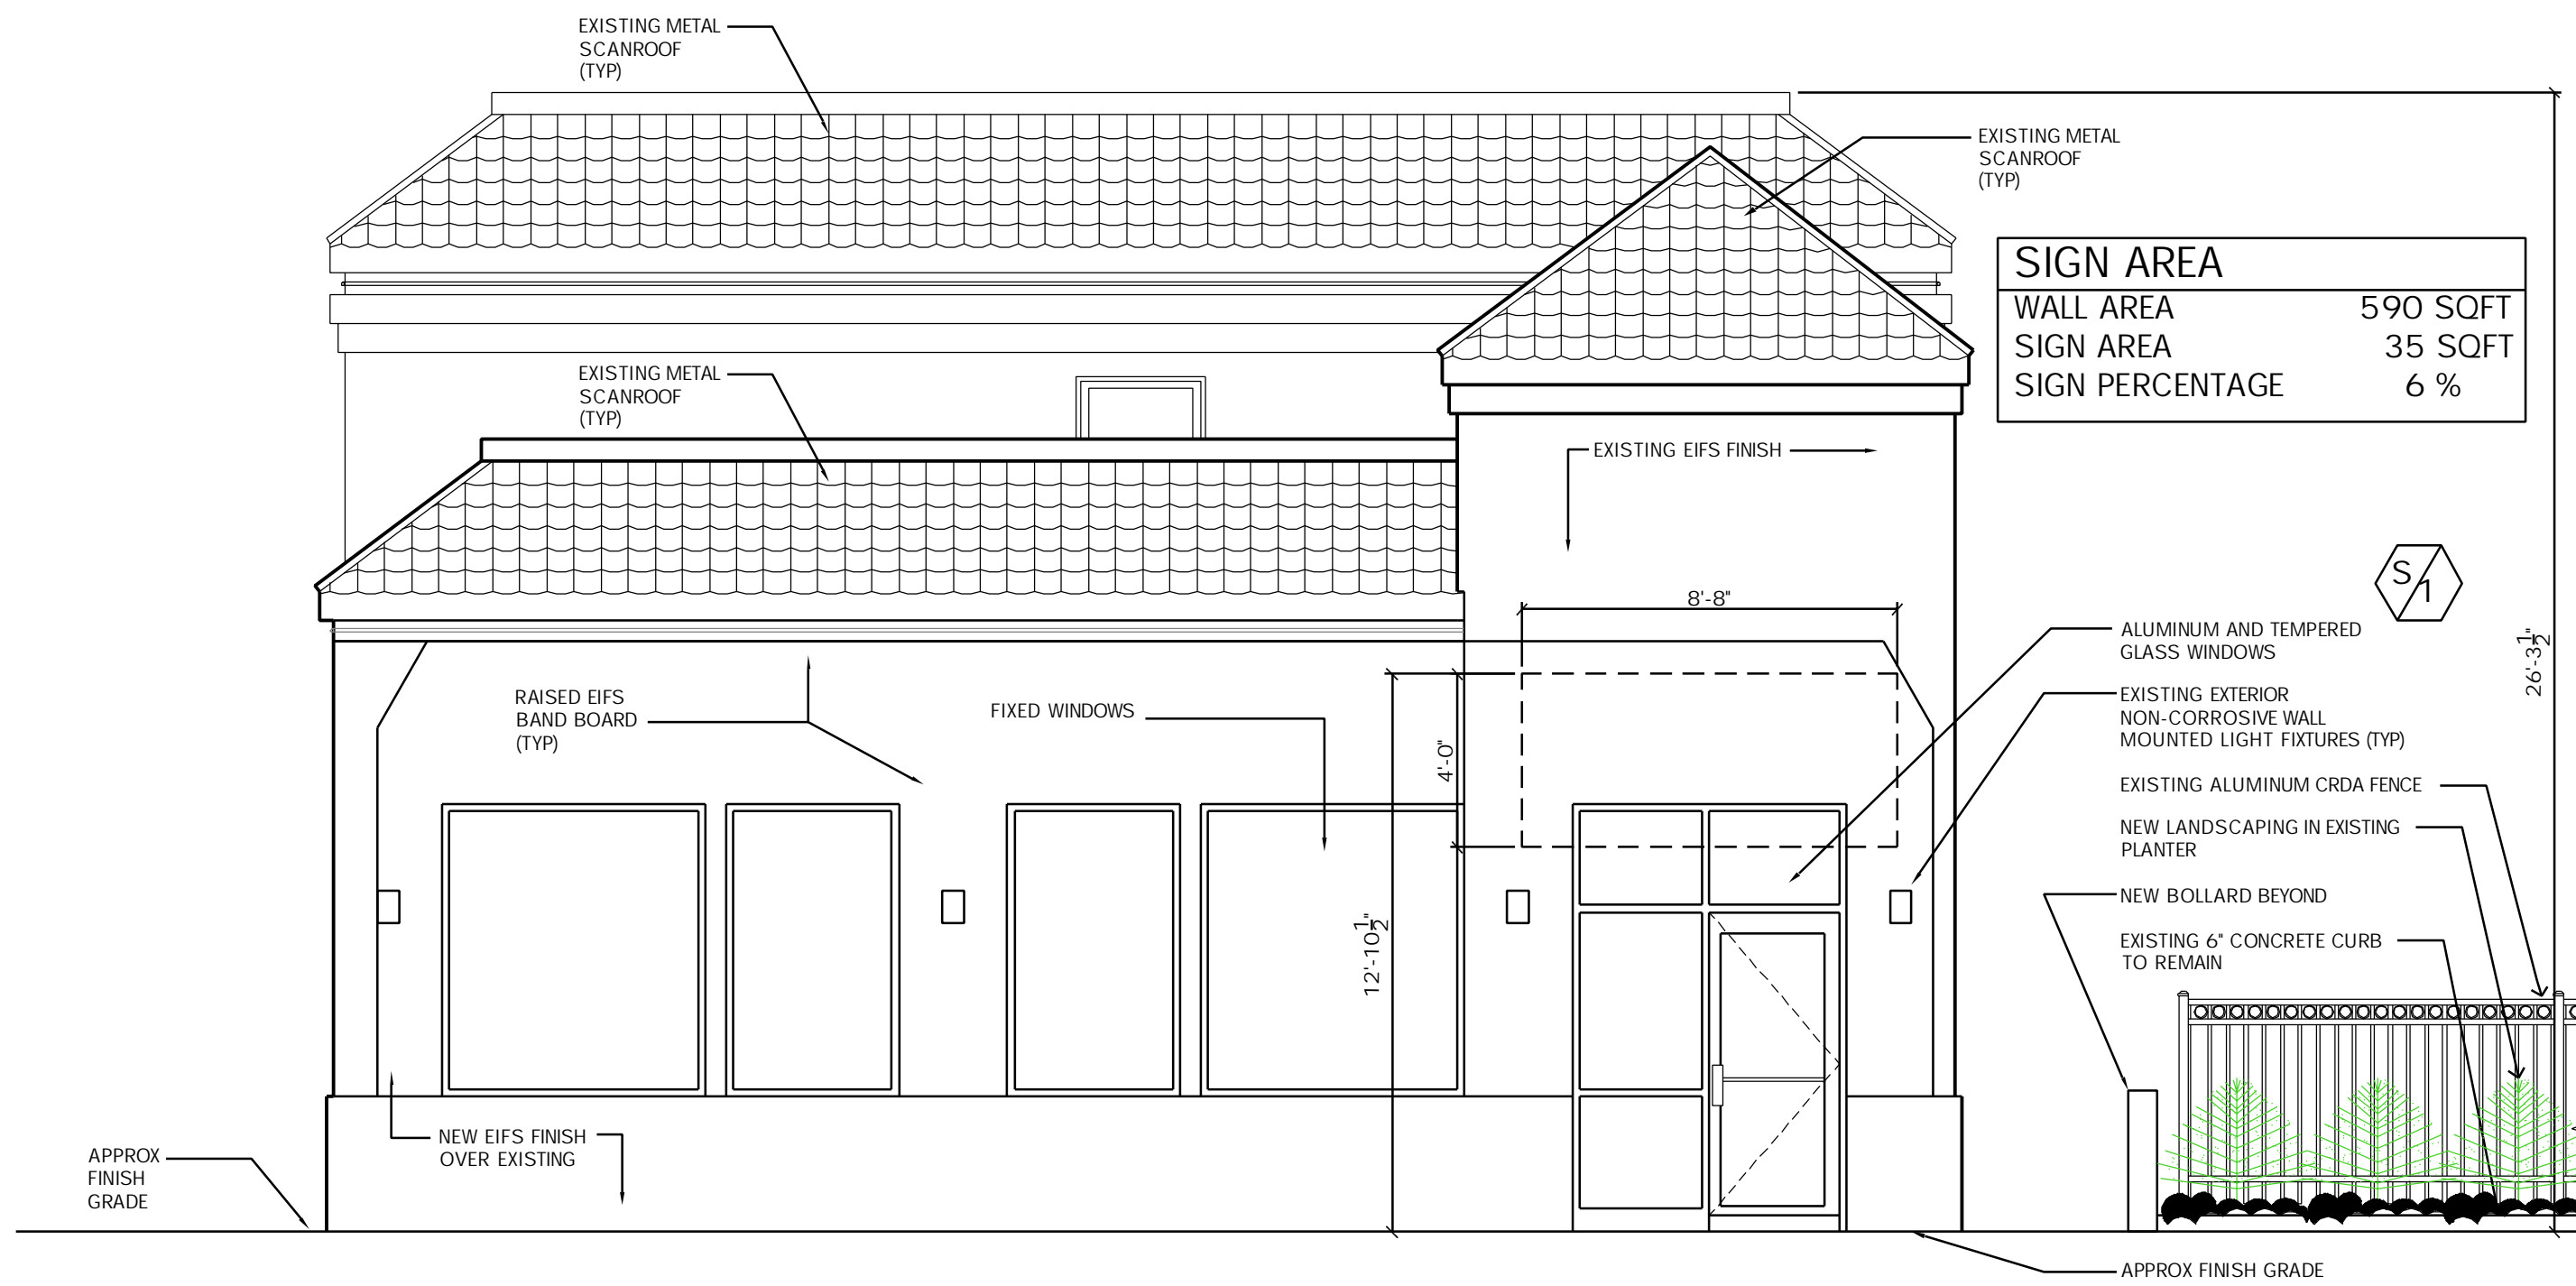 EXISTING METAL
SCANROOF
(TYP)
EXISTING METAL
SCANROOF
(TYP)
SIGN AREA
WALL AREA 590 SQFT
SIGN AREA 35 SQFT
SIGN PERCENTAGE 6 %
EXISTING METAL
SCANROOF
(TYP)
EXISTING EIFS FINISH
S/1
8'-8"
26'-3 1/2"
ALUMINUM AND TEMPERED
GLASS WINDOWS
RAISED EIFS
BAND BOARD
(TYP)
FIXED WINDOWS
4'-0"
EXISTING EXTERIOR
NON-CORROSIVE WALL
MOUNTED LIGHT FIXTURES (TYP)
EXISTING ALUMINUM CRDA FENCE
NEW LANDSCAPING IN EXISTING
PLANTER
NEW BOLLARD BEYOND
12'-10 1/2"
EXISTING 6" CONCRETE CURB
TO REMAIN
NEW EIFS FINISH
OVER EXISTING
APPROX
FINISH
GRADE
APPROX FINISH GRADE